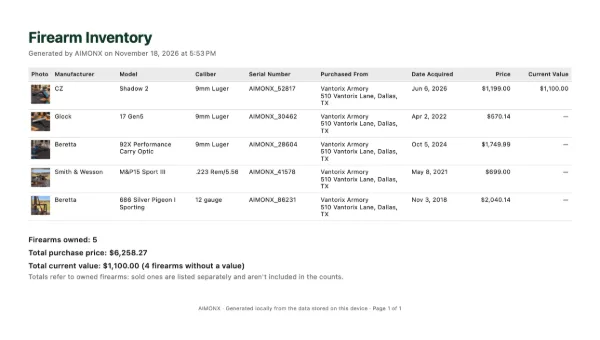 Firearm Inventory
Generated by AIMONX on November 18, 2026 at 5:53 PM
Photo Manufacturer Model Caliber Serial Number Purchased From Date Acquired Price Current Value
CZ Shadow 2 9mm Luger AIMONX_52817 Vantorix Armory Jun 6, 2026 $1,199.00 $1,100.00
510 Vantorix Lane, Dallas,
TX
Glock 17 Gen5 9mm Luger AIMONX_30462 Vantorix Armory Apr 2, 2022 $570.14 —
510 Vantorix Lane, Dallas,
TX
Beretta 92X Performance 9mm Luger AIMONX_28604 Vantorix Armory Oct 5, 2024 $1,749.99 —
Carry Optic 510 Vantorix Lane, Dallas,
TX
Smith & Wesson M&P15 Sport III .223 Rem/5.56 AIMONX_41578 Vantorix Armory May 8, 2021 $699.00 —
510 Vantorix Lane, Dallas,
TX
Beretta 686 Silver Pigeon I 12 gauge AIMONX_88231 Vantorix Armory Nov 3, 2018 $2,040.14 —
Sporting 510 Vantorix Lane, Dallas,
TX
Firearms owned: 5
Total purchase price: $6,258.27
Total current value: $1,100.00 (4 firearms without a value)
Totals refer to owned firearms: sold ones are listed separately and aren't included in the counts.
AIMONX · Generated locally from the data stored on this device · Page 1 of 1